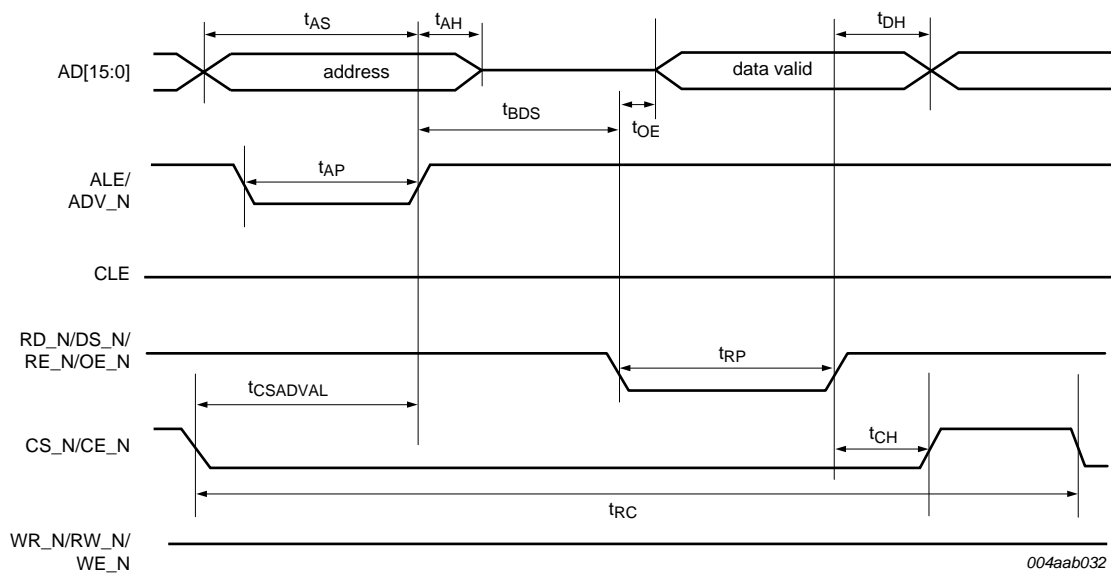 tAS
tAH
tDH
AD[15:0]
address
data valid
tBDS
tOE
ALE/
ADV_N
tAP
CLE
RD_N/DS_N/
RE_N/OE_N
tRP
tCSADVAL
CS_N/CE_N
tCH
tRC
WR_N/RW_N/
WE_N
004aab032